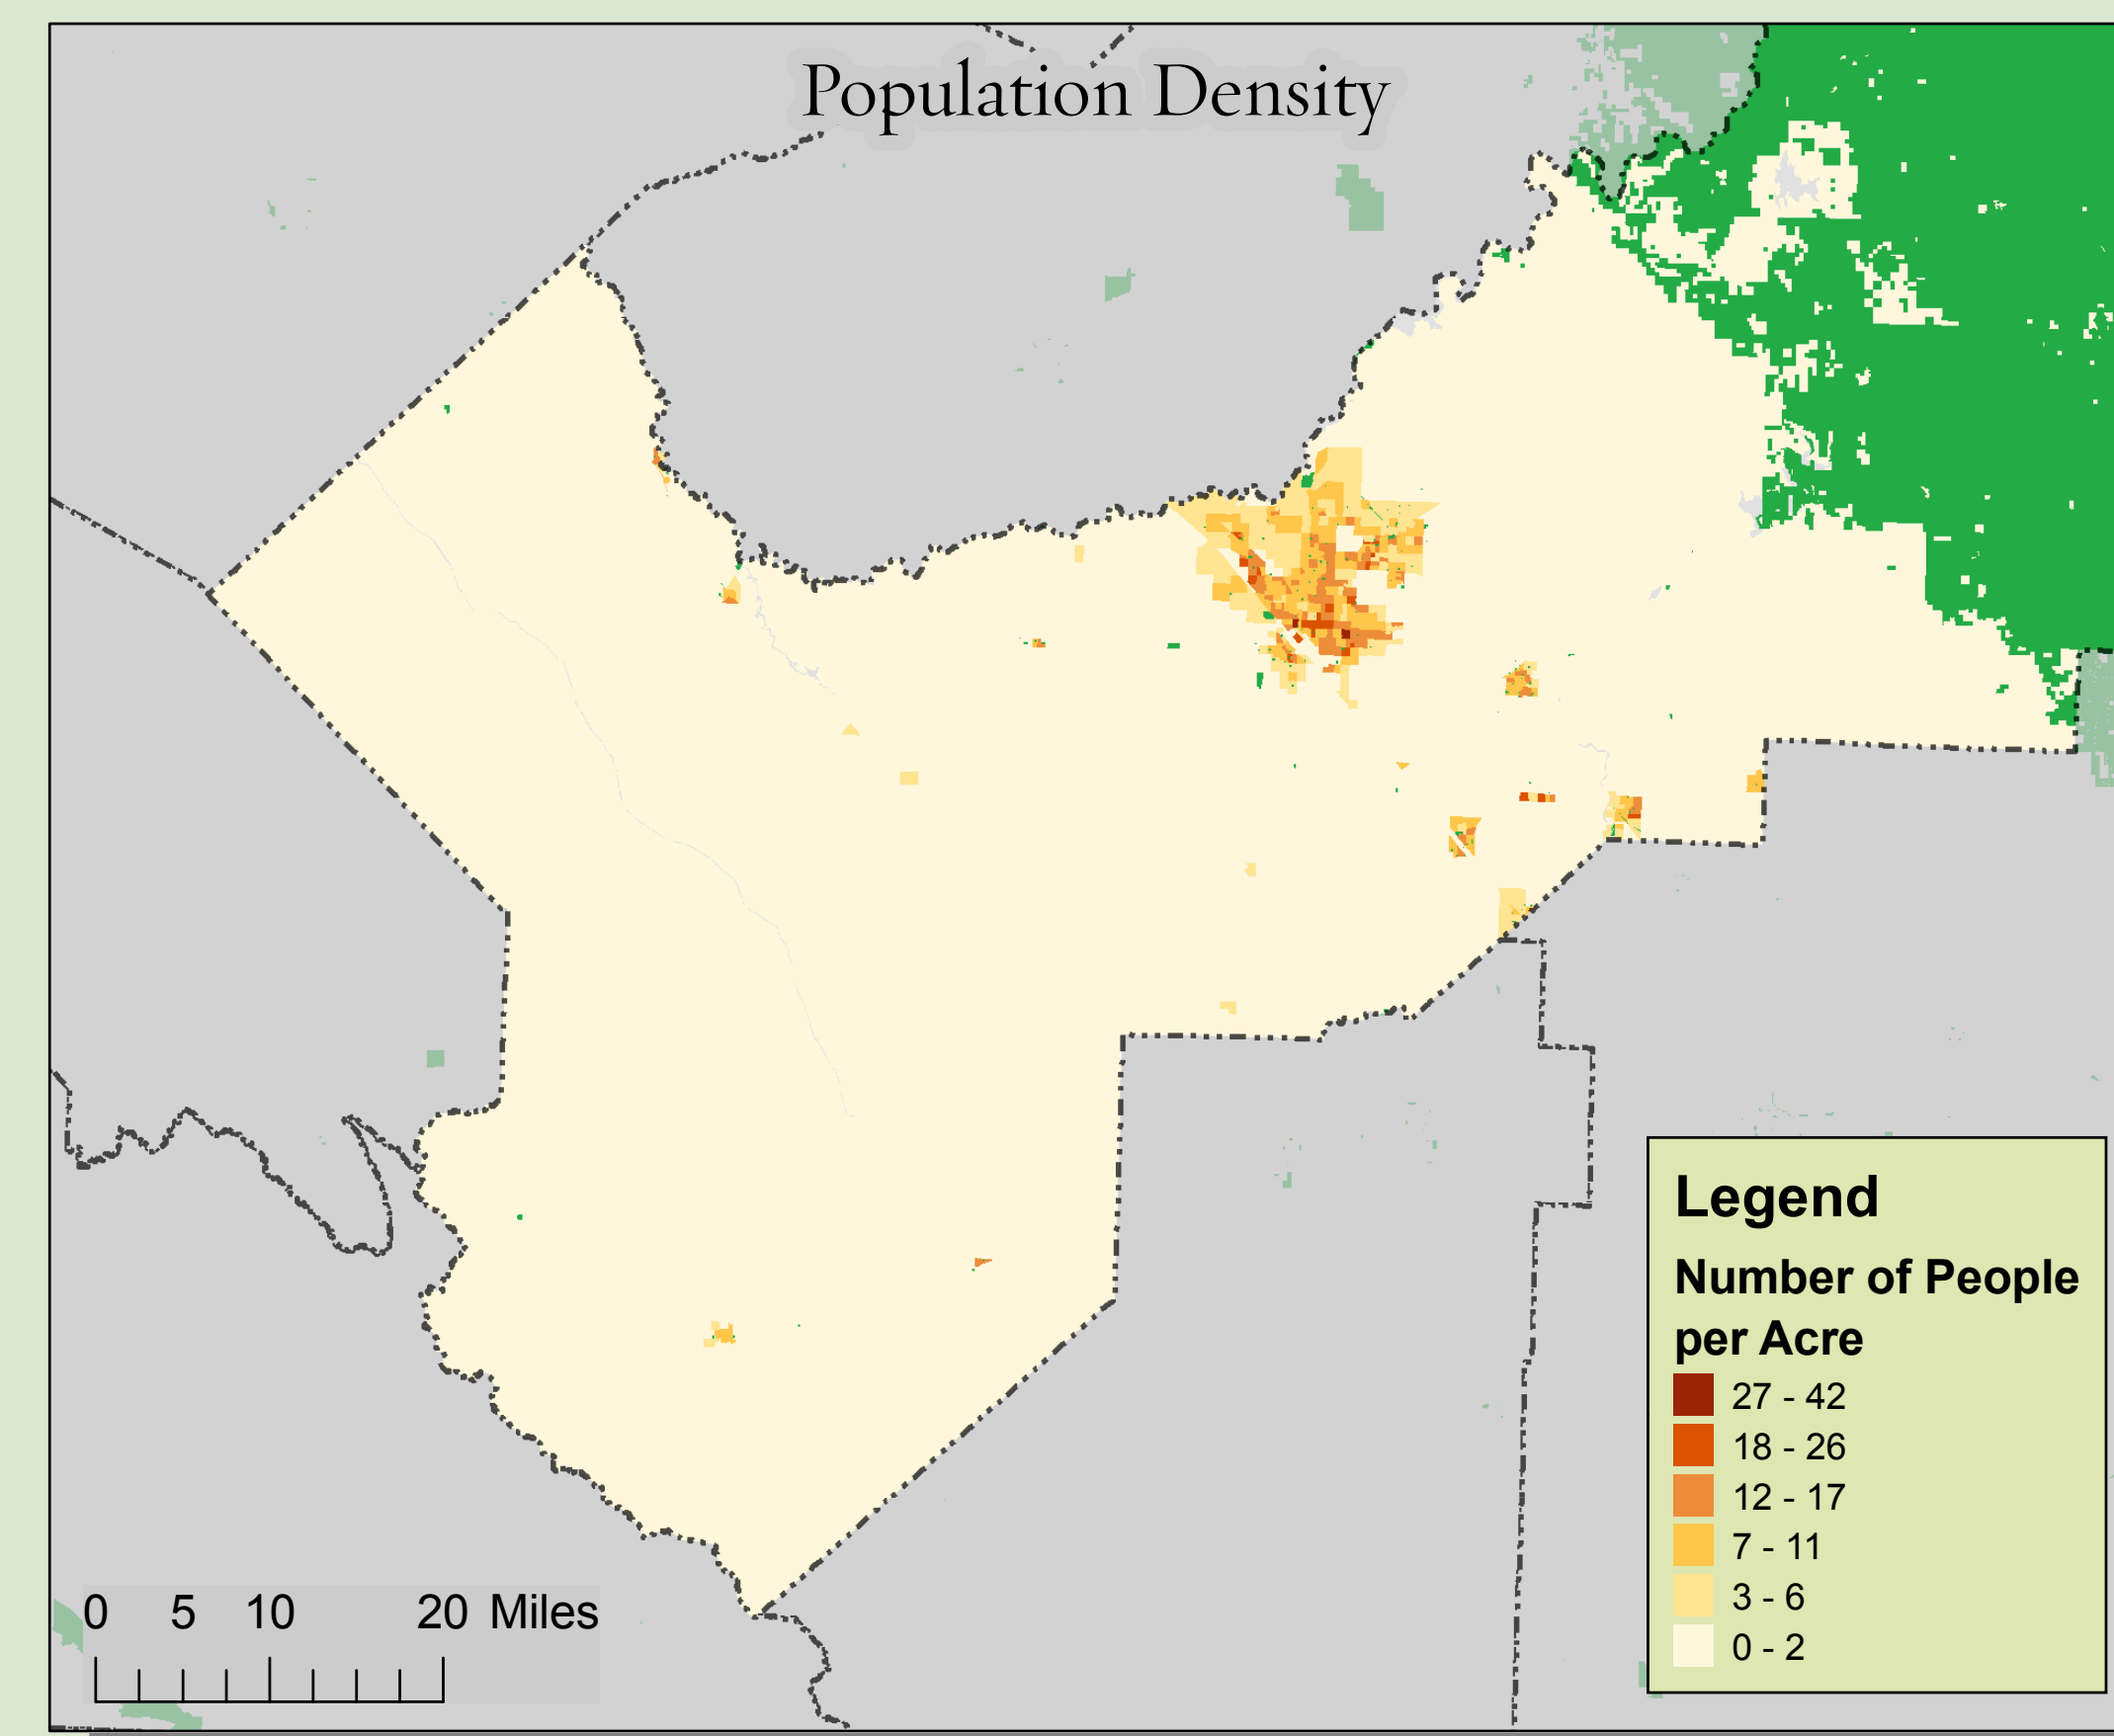 Population Density
Legend
Number of People
per Acre
27 - 42
18 - 26
12 - 17
7 - 11
3 - 6
0 - 2
0 5 10 20 Miles